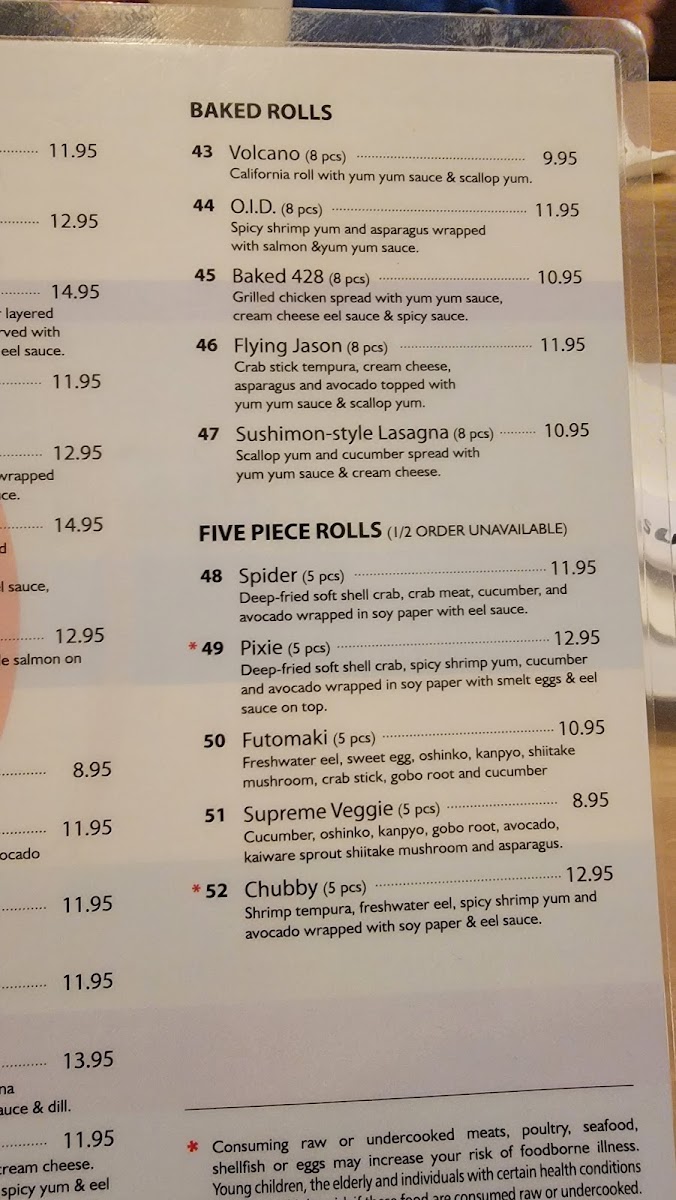 11.95
12.95
14.95
layered
served with
eel sauce.
11.95
12.95
wrapped
14.95
l sauce,
12.95
salmon on
8.95
11.95
11.95
11.95
13.95
sauce & dill.
11.95
cream cheese.
spicy yum & eel
BAKED ROLLS
43 Volcano (8 pcs) 9.95
California roll with yum yum sauce & scallop yum.
44 O.I.D. (8 pcs) 11.95
Spicy shrimp yum and asparagus wrapped
with salmon &yum yum sauce.
45 Baked 428 (8 pcs) 10.95
Grilled chicken spread with yum yum sauce,
cream cheese eel sauce & spicy sauce.
46 Flying Jason (8 pcs) 11.95
Crab stick tempura, cream cheese,
asparagus and avocado topped with
yum yum sauce & scallop yum.
47 Sushimon-style Lasagna (8 pcs) 10.95
Scallop yum and cucumber spread with
yum yum sauce & cream cheese.
FIVE PIECE ROLLS (1/2 ORDER UNAVAILABLE)
48 Spider (5 pcs) 11.95
Deep-fried soft shell crab, crab meat, cucumber, and
avocado wrapped in soy paper with eel sauce.
* 49 Pixie (5 pcs) 12.95
Deep-fried soft shell crab, spicy shrimp yum, cucumber
and avocado wrapped in soy paper with smelt eggs & eel
sauce on top.
50 Futomaki (5 pcs) 10.95
Freshwater eel, sweet egg, oshinko, kanpyo, shiitake
mushroom, crab stick, gobo root and cucumber
51 Supreme Veggie (5 pcs) 8.95
Cucumber, oshinko, kanpyo, gobo root, avocado,
kaiware sprout shiitake mushroom and asparagus.
* 52 Chubby (5 pcs) 12.95
Shrimp tempura, freshwater eel, spicy shrimp yum and
avocado wrapped with soy paper & eel sauce.
* Consuming raw or undercooked meats, poultry, seafood,
shellfish or eggs may increase your risk of foodborne illness.
Young children, the elderly and individuals with certain health conditions
food are consumed raw or undercooked.